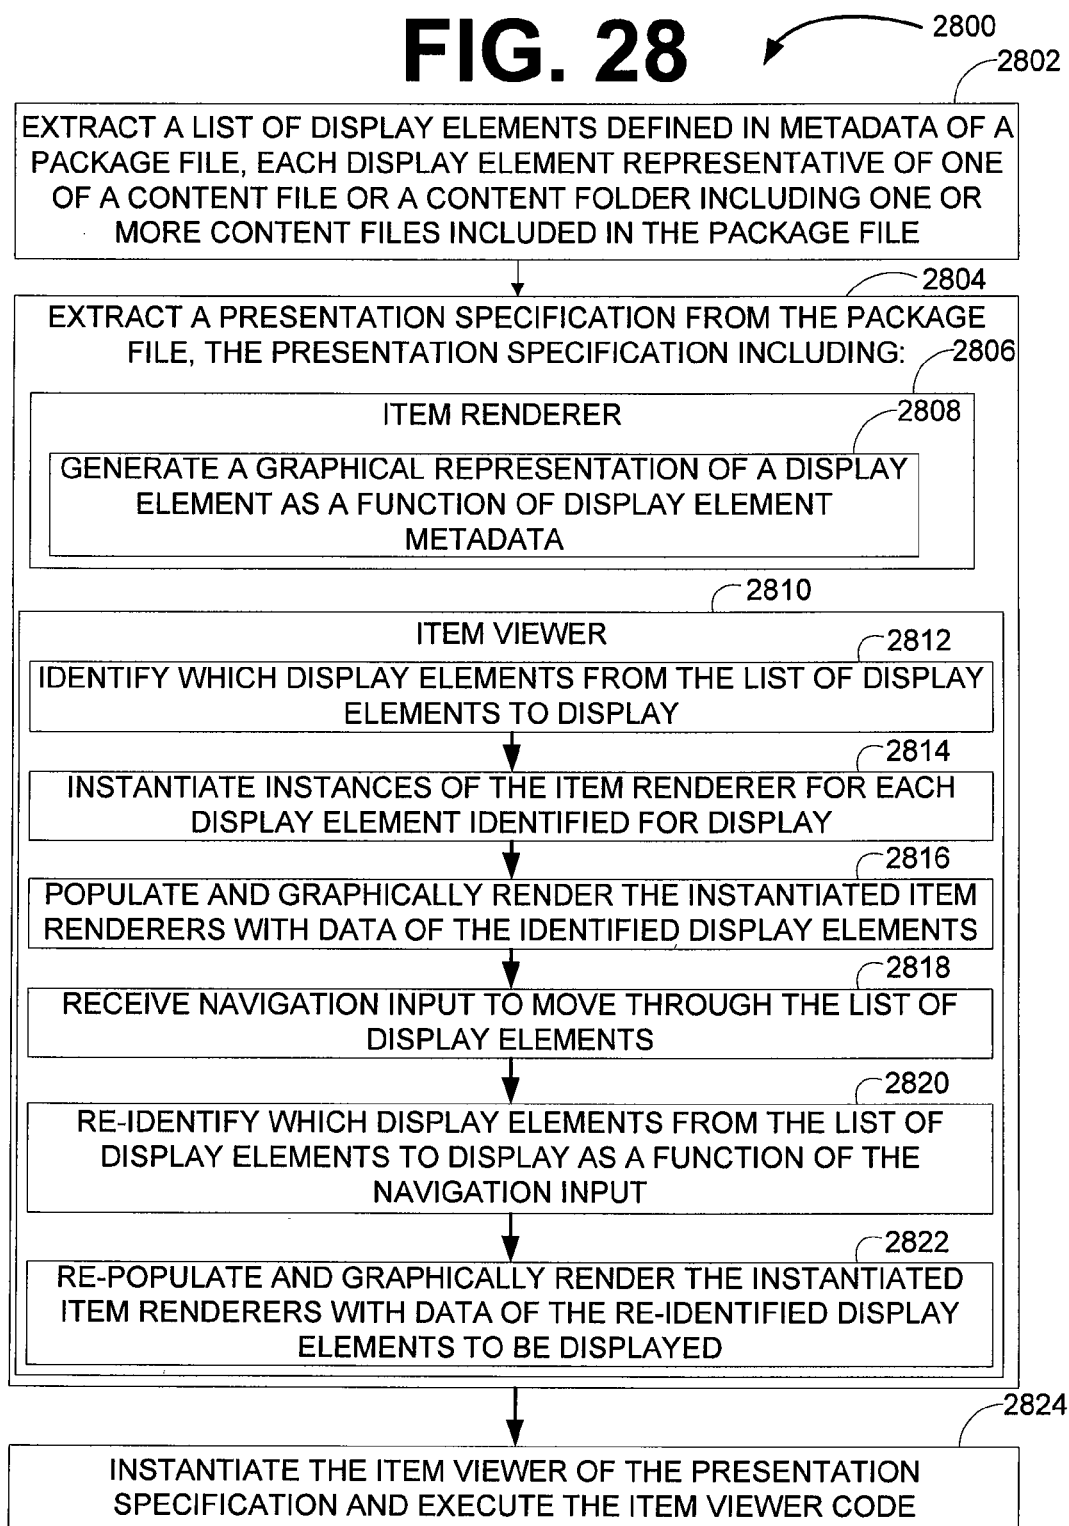 FIG. 28
2800
2802
EXTRACT A LIST OF DISPLAY ELEMENTS DEFINED IN METADATA OF A
PACKAGE FILE, EACH DISPLAY ELEMENT REPRESENTATIVE OF ONE
OF A CONTENT FILE OR A CONTENT FOLDER INCLUDING ONE OR
MORE CONTENT FILES INCLUDED IN THE PACKAGE FILE
2804
EXTRACT A PRESENTATION SPECIFICATION FROM THE PACKAGE
FILE, THE PRESENTATION SPECIFICATION INCLUDING:
2806
ITEM RENDERER
2808
GENERATE A GRAPHICAL REPRESENTATION OF A DISPLAY
ELEMENT AS A FUNCTION OF DISPLAY ELEMENT
METADATA
2810
ITEM VIEWER
2812
IDENTIFY WHICH DISPLAY ELEMENTS FROM THE LIST OF DISPLAY
ELEMENTS TO DISPLAY
2814
INSTANTIATE INSTANCES OF THE ITEM RENDERER FOR EACH
DISPLAY ELEMENT IDENTIFIED FOR DISPLAY
2816
POPULATE AND GRAPHICALLY RENDER THE INSTANTIATED ITEM
RENDERERS WITH DATA OF THE IDENTIFIED DISPLAY ELEMENTS
2818
RECEIVE NAVIGATION INPUT TO MOVE THROUGH THE LIST OF
DISPLAY ELEMENTS
2820
RE-IDENTIFY WHICH DISPLAY ELEMENTS FROM THE LIST OF
DISPLAY ELEMENTS TO DISPLAY AS A FUNCTION OF THE
NAVIGATION INPUT
2822
RE-POPULATE AND GRAPHICALLY RENDER THE INSTANTIATED
ITEM RENDERERS WITH DATA OF THE RE-IDENTIFIED DISPLAY
ELEMENTS TO BE DISPLAYED
2824
INSTANTIATE THE ITEM VIEWER OF THE PRESENTATION
SPECIFICATION AND EXECUTE THE ITEM VIEWER CODE